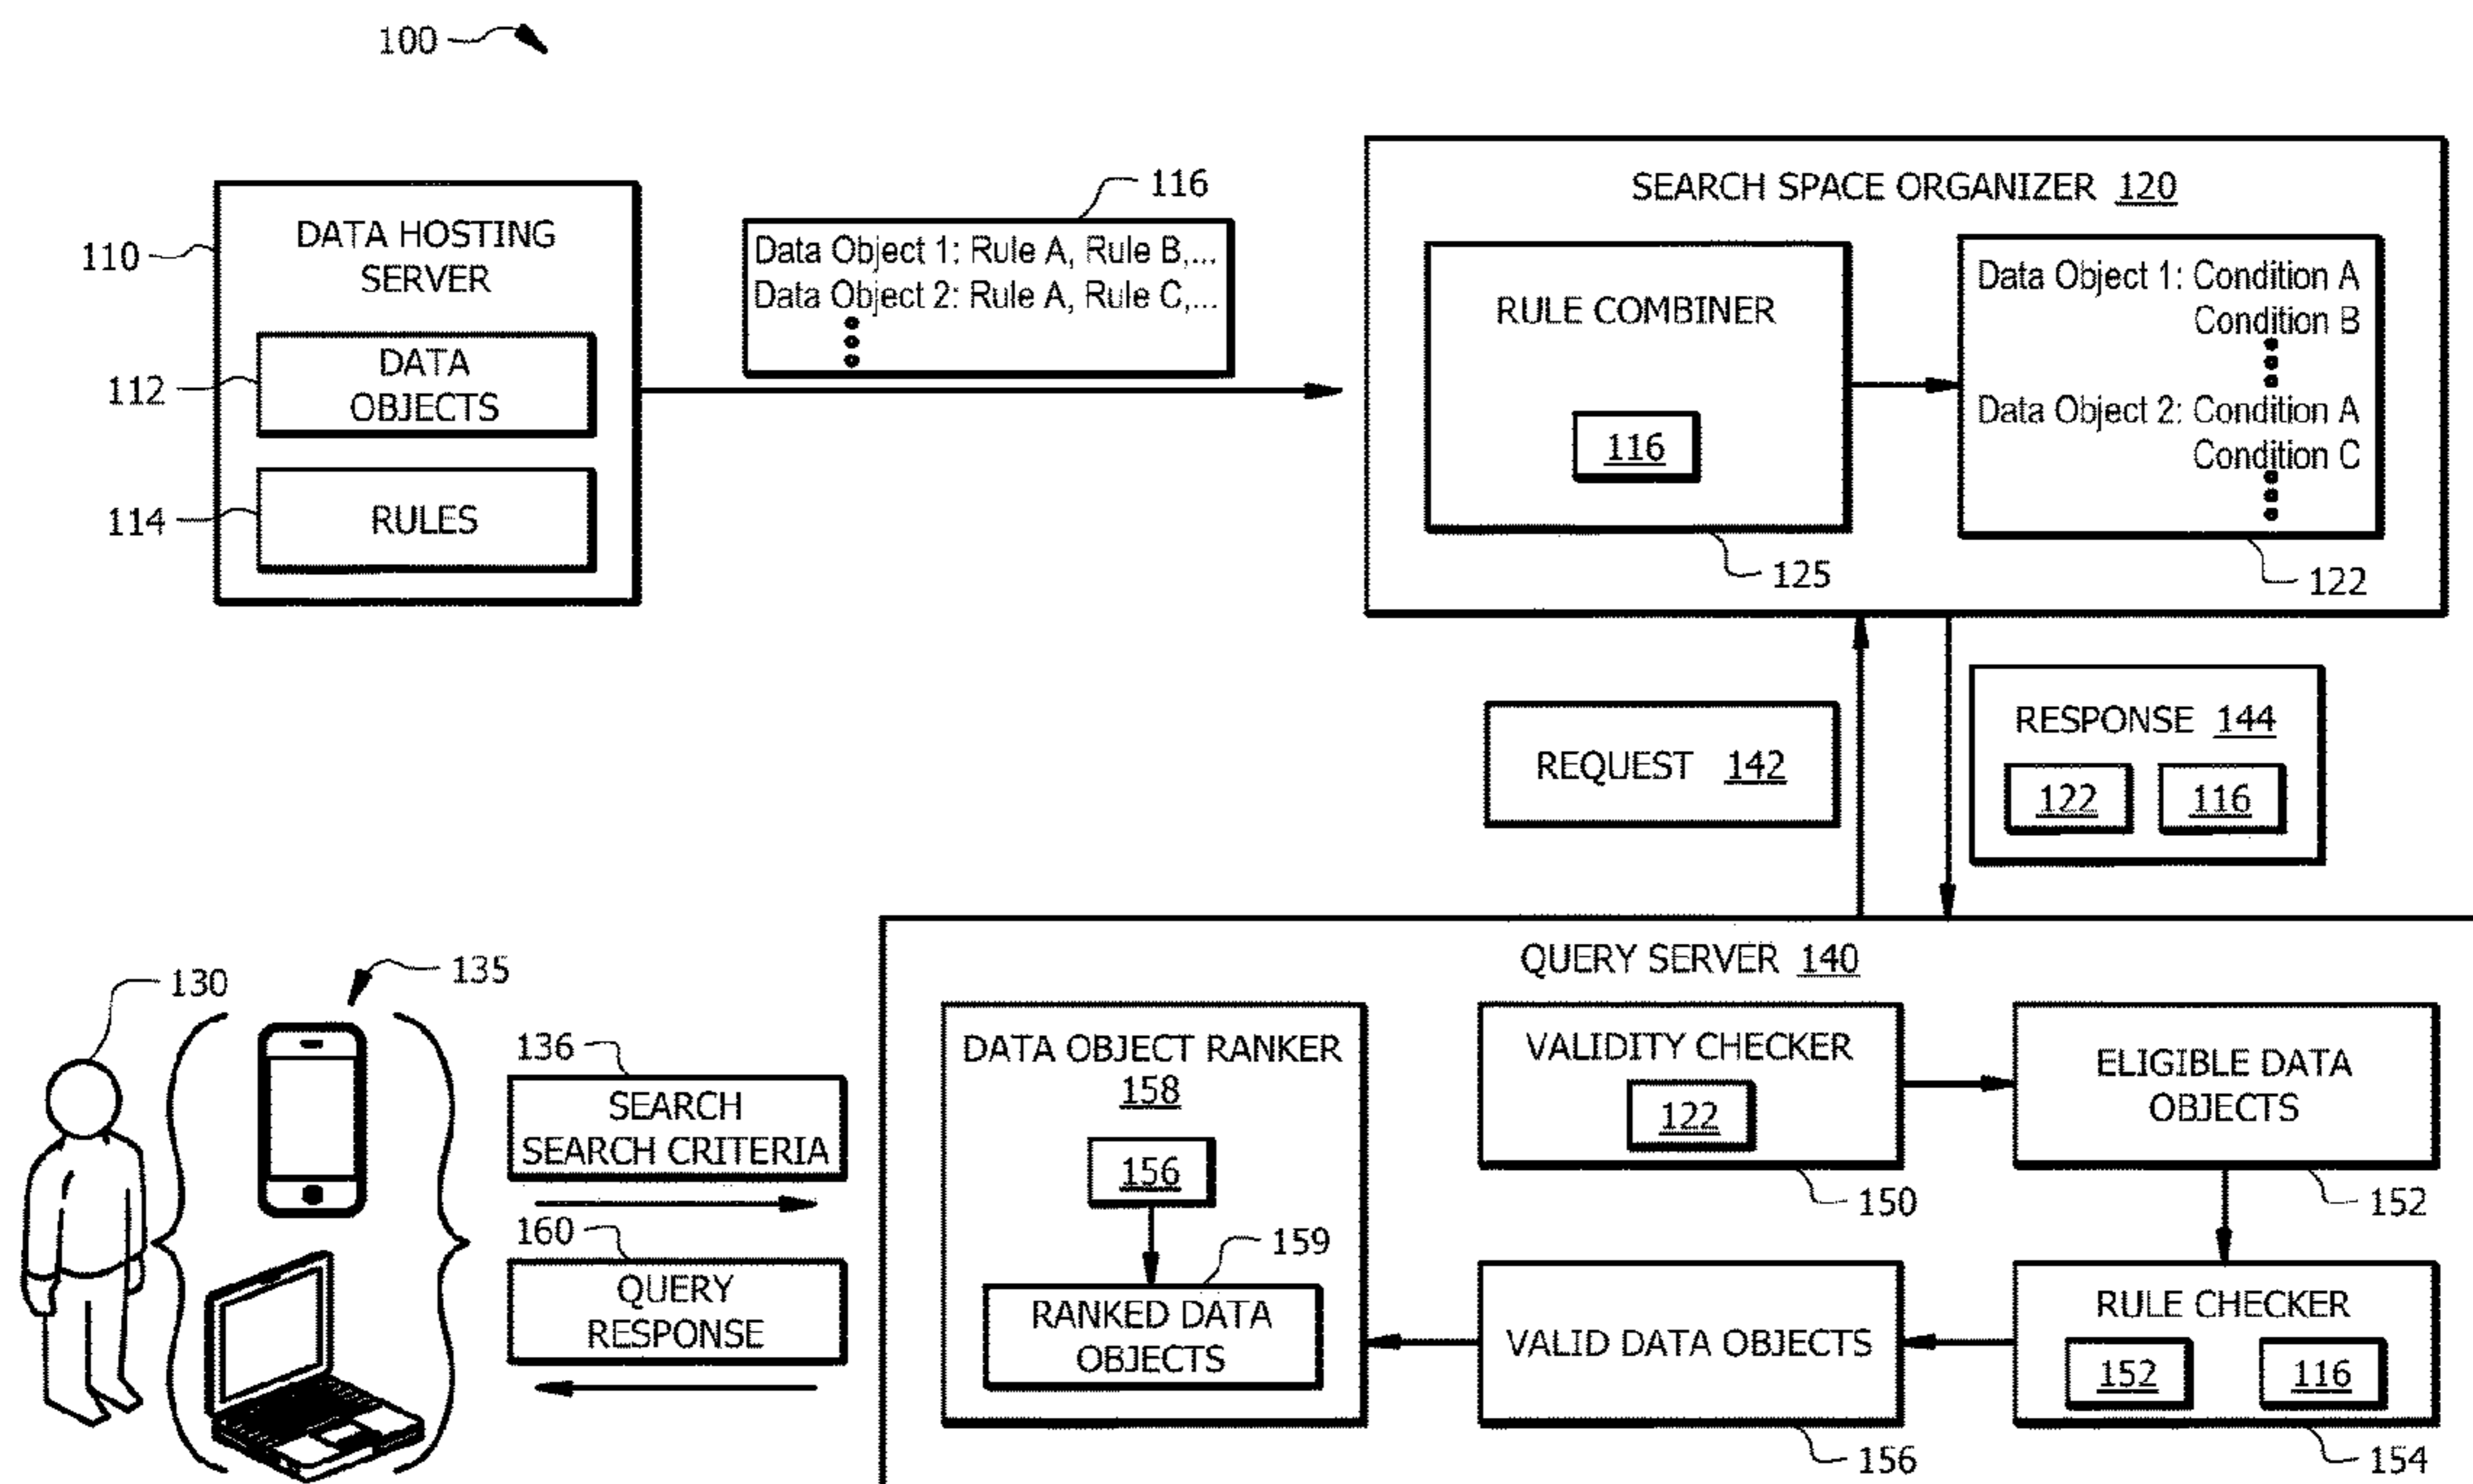 100
DATA HOSTING
SERVER
110
DATA
OBJECTS
112
RULES
114
116
Data Object 1: Rule A, Rule B,...
Data Object 2: Rule A, Rule C,...
SEARCH SPACE ORGANIZER 120
RULE COMBINER
116
125
Data Object 1: Condition A
Condition B
Data Object 2: Condition A
Condition C
122
REQUEST 142
RESPONSE 144
122 116
130
135
136
SEARCH
SEARCH CRITERIA
160
QUERY
RESPONSE
QUERY SERVER 140
DATA OBJECT RANKER
158
156
159
RANKED DATA
OBJECTS
VALIDITY CHECKER
122
150
ELIGIBLE DATA
OBJECTS
152
VALID DATA OBJECTS
156
RULE CHECKER
152 116
154